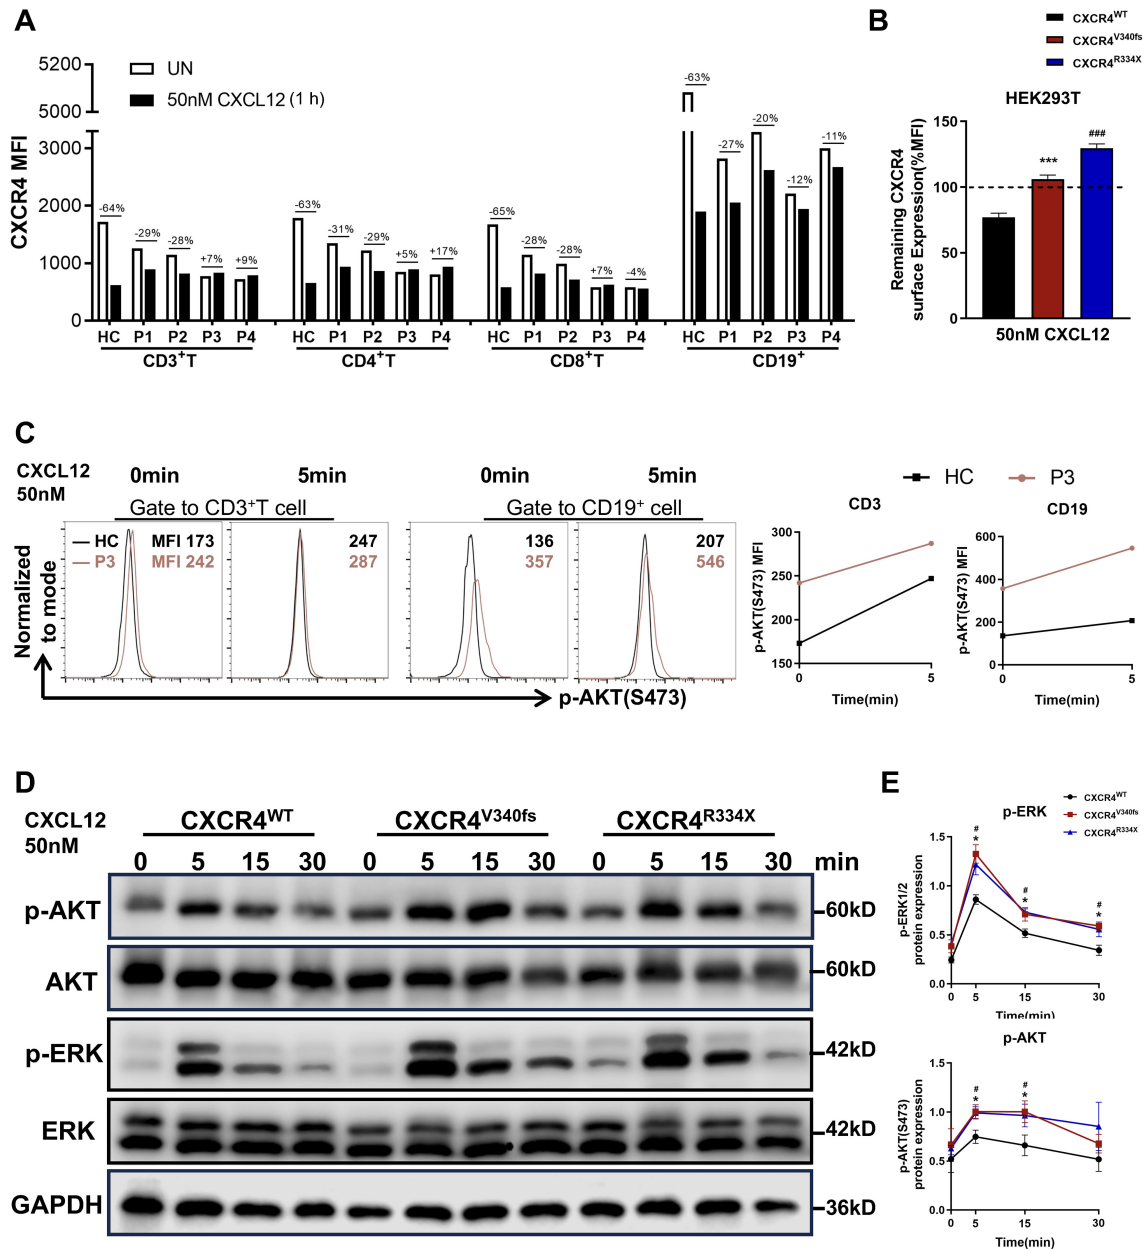 A
5200
5000
3000
2000
1000
0
CXCR4 MFI
UN
50nM CXCL12 (1 h)
-64%
-29%
-28%
+7%
+9%
-63%
-31%
-29%
+5%
+17%
-65%
-28%
-28%
+7%
-4%
-63%
-27%
-20%
-12%
-11%
HC P1 P2 P3 P4 HC P1 P2 P3 P4 HC P1 P2 P3 P4 HC P1 P2 P3 P4
CD3+T CD4+T CD8+T CD19+
B
CXCR4WT
CXCR4V340fs
CXCR4R334X
HEK293T
150
100
50
0
Remaining CXCR4
surface Expression(%MFI)
***
###
50nM CXCL12
C
CXCL12
50nM
0min 5min 0min 5min
Gate to CD3+T cell
Gate to CD19+ cell
HC MFI 173
P3 MFI 242
247
287
136
357
207
546
Normalized
to mode
p-AKT(S473)
HC P3
CD3
300
250
200
150
p-AKT(S473) MFI
0 5
Time(min)
CD19
600
400
200
0
p-AKT(S473) MFI
0 5
Time(min)
D
CXCL12
50nM
CXCR4WT CXCR4V340fs CXCR4R334X
0 5 15 30 0 5 15 30 0 5 15 30 min
p-AKT 60kD
AKT 60kD
p-ERK 42kD
ERK 42kD
GAPDH 36kD
E
CXCR4WT
CXCR4V340fs
CXCR4R334X
p-ERK
1.5
1.0
0.5
0.0
p-ERK1/2
protein expression
#
*
#
*
#
*
0 5 15 30
Time(min)
p-AKT
1.5
1.0
0.5
0.0
p-AKT(S473)
protein expression
#
*
#
*
0 5 15 30
Time(min)